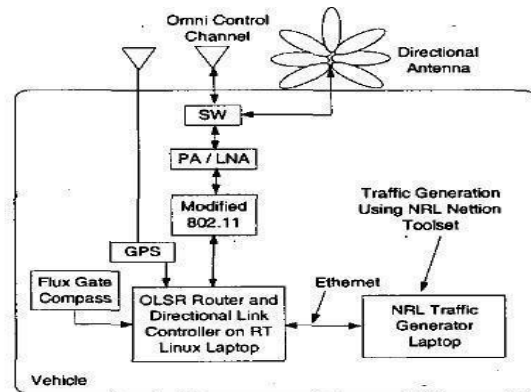 Omni Control
Channel
Directional
Antenna
SW
PA / LNA
Modified
802.11
Traffic Generation
Using NRL Nettion
Toolset
GPS
Flux Gate
Compass
OLSR Router and
Directional Link
Controller on RT
Linux Laptop
Ethernet
NRL Traffic
Generator
Laptop
Vehicle